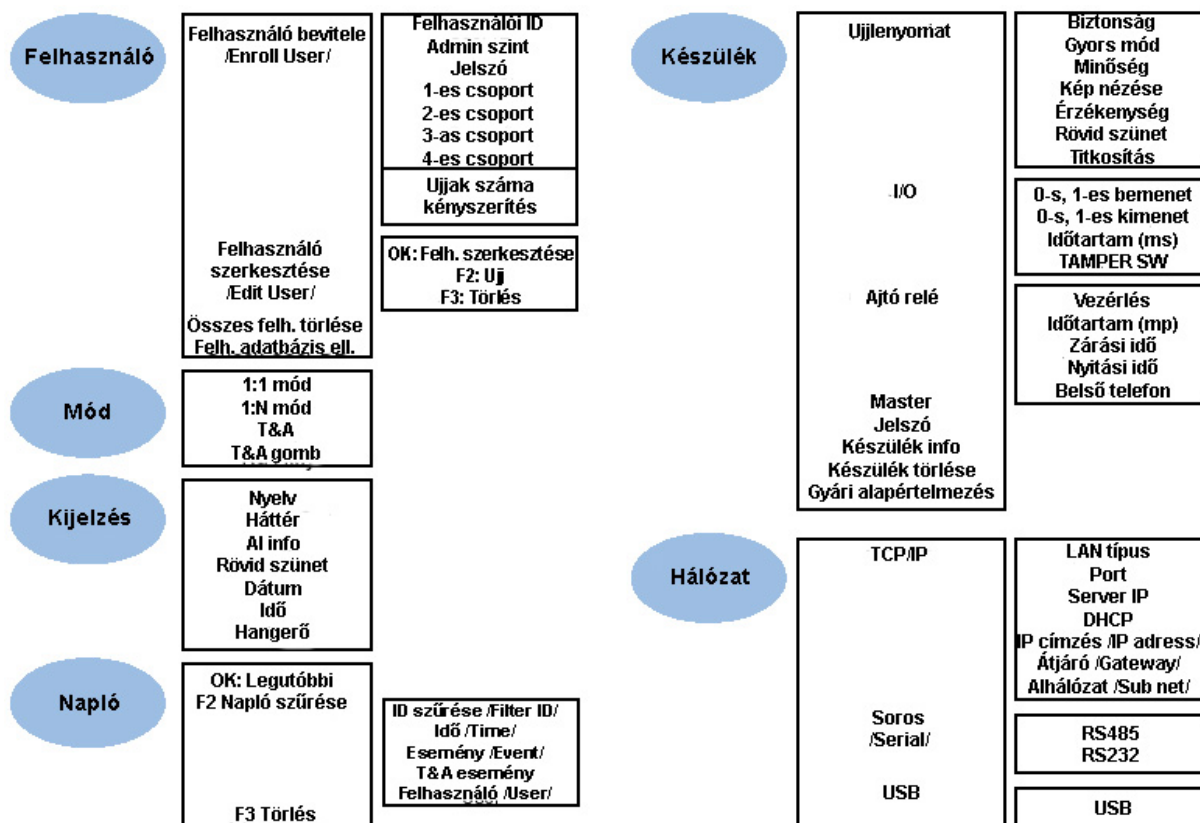 Felhasználó
Felhasználó bevitele
/Enroll User/
Felhasználói ID
Admin szint
Jelszó
1-es csoport
2-es csoport
3-as csoport
4-es csoport
Ujjak száma
kényszerítés
Felhasználó
szerkesztése
/Edit User/
OK: Felh. szerkesztése
F2: Ujj
F3: Törlés
Összes felh. törlése
Felh. adatbázis ell.
Mód
1:1 mód
1:N mód
T&A
T&A gomb
Kijelzés
Nyelv
Háttér
Al info
Rövid szünet
Dátum
Idő
Hangerő
Napló
OK: Legutóbbi
F2 Napló szűrése
ID szűrése /Filter ID/
Idő /Time/
Esemény /Event/
T&A esemény
Felhasználó /User/
F3 Törlés
Készülék
Ujjlenyomat
Biztonság
Gyors mód
Minőség
Kép nézése
Érzékenység
Rövid szünet
Titkosítás
I/O
0-s, 1-es bemenet
0-s, 1-es kimenet
Időtartam (ms)
TAMPER SW
Ajtó relé
Vezérlés
Időtartam (mp)
Zárási idő
Nyitási idő
Belső telefon
Master
Jelszó
Készülék info
Készülék törlése
Gyári alapértelmezés
Hálózat
TCP/IP
LAN típus
Port
Server IP
DHCP
IP címzés /IP adress/
Átjáró /Gateway/
Alhálózat /Sub net/
Soros
/Serial/
RS485
RS232
USB
USB